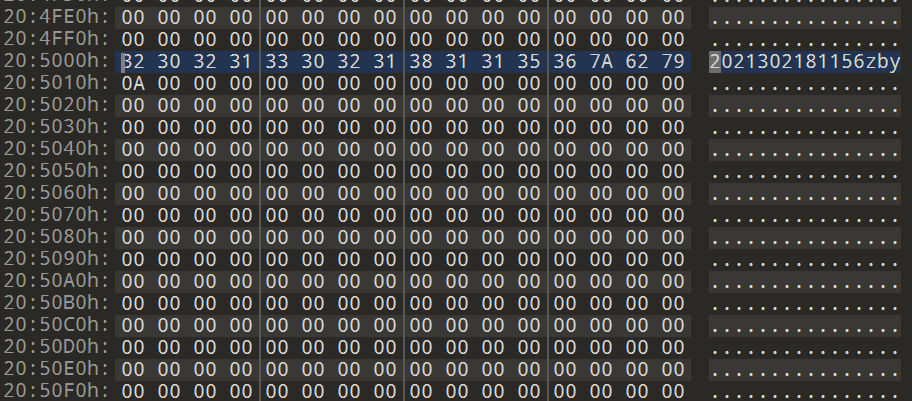 20:4FE0h: 00 00 00 00 00 00 00 00 00 00 00 00 00 00 00 00 ................
20:4FF0h: 00 00 00 00 00 00 00 00 00 00 00 00 00 00 00 00 ................
20:5000h: 32 30 32 31 33 30 32 31 38 31 31 35 36 7A 62 79 2021302181156zby
20:5010h: 0A 00 00 00 00 00 00 00 00 00 00 00 00 00 00 00 ................
20:5020h: 00 00 00 00 00 00 00 00 00 00 00 00 00 00 00 00 ................
20:5030h: 00 00 00 00 00 00 00 00 00 00 00 00 00 00 00 00 ................
20:5040h: 00 00 00 00 00 00 00 00 00 00 00 00 00 00 00 00 ................
20:5050h: 00 00 00 00 00 00 00 00 00 00 00 00 00 00 00 00 ................
20:5060h: 00 00 00 00 00 00 00 00 00 00 00 00 00 00 00 00 ................
20:5070h: 00 00 00 00 00 00 00 00 00 00 00 00 00 00 00 00 ................
20:5080h: 00 00 00 00 00 00 00 00 00 00 00 00 00 00 00 00 ................
20:5090h: 00 00 00 00 00 00 00 00 00 00 00 00 00 00 00 00 ................
20:50A0h: 00 00 00 00 00 00 00 00 00 00 00 00 00 00 00 00 ................
20:50B0h: 00 00 00 00 00 00 00 00 00 00 00 00 00 00 00 00 ................
20:50C0h: 00 00 00 00 00 00 00 00 00 00 00 00 00 00 00 00 ................
20:50D0h: 00 00 00 00 00 00 00 00 00 00 00 00 00 00 00 00 ................
20:50E0h: 00 00 00 00 00 00 00 00 00 00 00 00 00 00 00 00 ................
20:50F0h: 00 00 00 00 00 00 00 00 00 00 00 00 00 00 00 00 ................